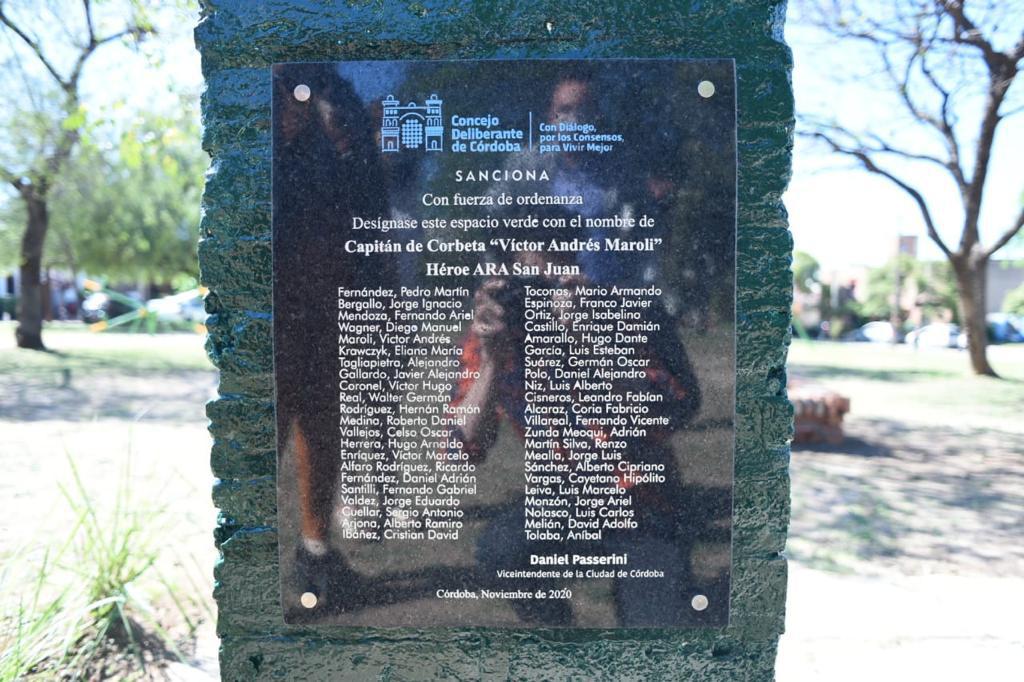 Concejo
Deliberante
de Córdoba
Con Diálogo,
por los Consensos,
para Vivir Mejor
SANCIONA
Con fuerza de ordenanza
Desígnase este espacio verde con el nombre de
Capitán de Corbeta “Víctor Andrés Maroli”
Héroe ARA San Juan
Fernández, Pedro Martín
Bergallo, Jorge Ignacio
Mendoza, Fernando Ariel
Wagner, Diego Manuel
Maroli, Víctor Andrés
Krawczyk, Eliana María
Tagliapietra, Alejandro
Gallardo, Javier Alejandro
Coronel, Víctor Hugo
Real, Walter Germán
Rodríguez, Hernán Ramón
Medina, Roberto Daniel
Vallejos, Celso Oscar
Herrera, Hugo Arnaldo
Enríquez, Víctor Marcelo
Alfaro Rodríguez, Ricardo
Fernández, Daniel Adrián
Santilli, Fernando Gabriel
Valdez, Jorge Eduardo
Cuellar, Sergio Antonio
Arjona, Alberto Ramiro
Ibáñez, Cristian David
Toconas, Mario Armando
Espinoza, Franco Javier
Ortiz, Jorge Isabelino
Castillo, Enrique Damián
Amarallo, Hugo Dante
García, Luis Esteban
Suárez, Germán Oscar
Polo, Daniel Alejandro
Niz, Luis Alberto
Cisneros, Leandro Fabían
Alcaraz, Coria Fabricio
Villareal, Fernando Vicente
Zunda Meoqui, Adrián
Martín Silva, Renzo
Mealla, Jorge Luis
Sánchez, Alberto Cipriano
Vargas, Cayetano Hipólito
Leiva, Luis Marcelo
Monzón, Jorge Ariel
Nolasco, Luis Carlos
Melián, David Adolfo
Tolaba, Aníbal
Daniel Passerini
Viceintendente de la Ciudad de Córdoba
Córdoba, Noviembre de 2020